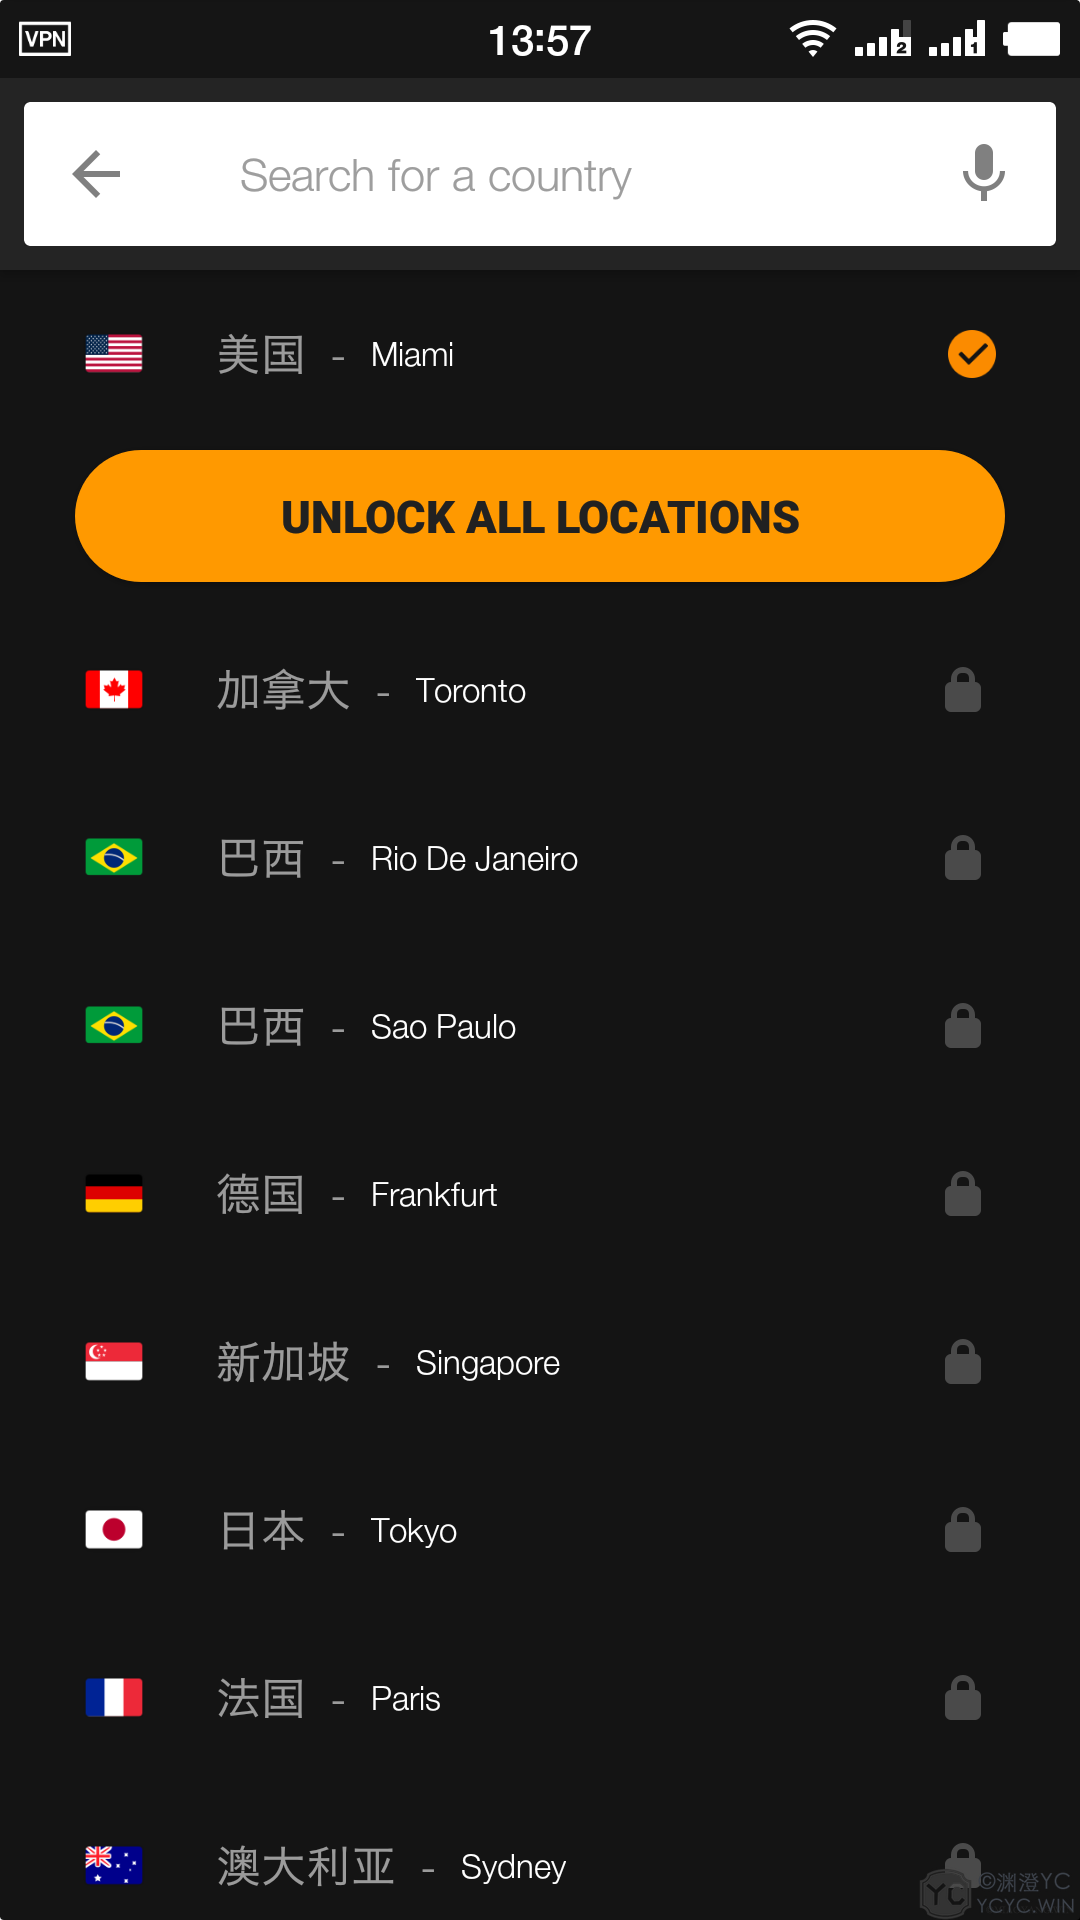 VPN 13:57 2 1
Search for a country
美国 - Miami
UNLOCK ALL LOCATIONS
加拿大 - Toronto
巴西 - Rio De Janeiro
巴西 - Sao Paulo
德国 - Frankfurt
新加坡 - Singapore
日本 - Tokyo
法国 - Paris
澳大利亚 - Sydney
YC ©渊澄YC
YCYC.WIN